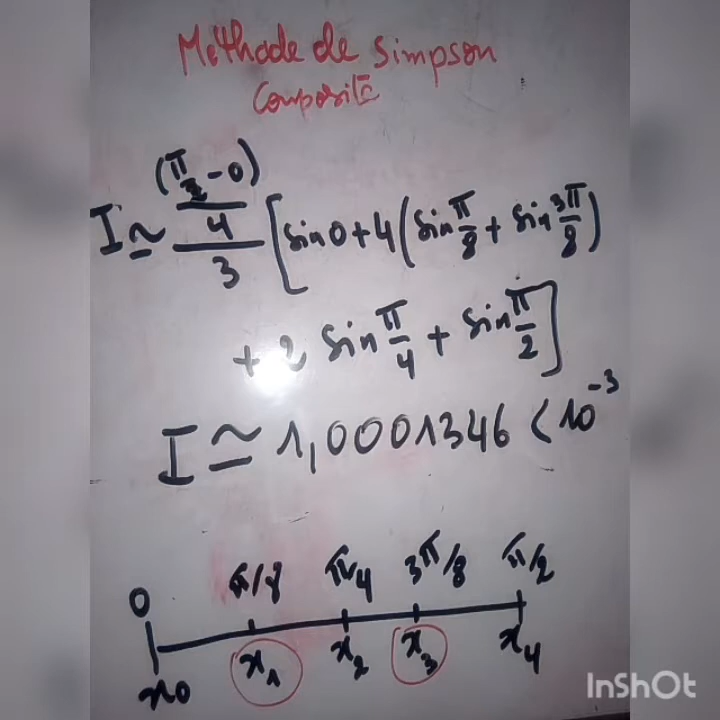 Méthode de simpson
Composite
I ≃ ((π/2 - 0)/4)/3 [sin 0 + 4 (sin π/8 + sin 3π/8)
+ 2 sin π/4 + sin π/2]
I ≃ 1,0001346 < 10⁻³
0 π/8 π/4 3π/8 π/2
x0 x1 x2 x3 x4
InShOt